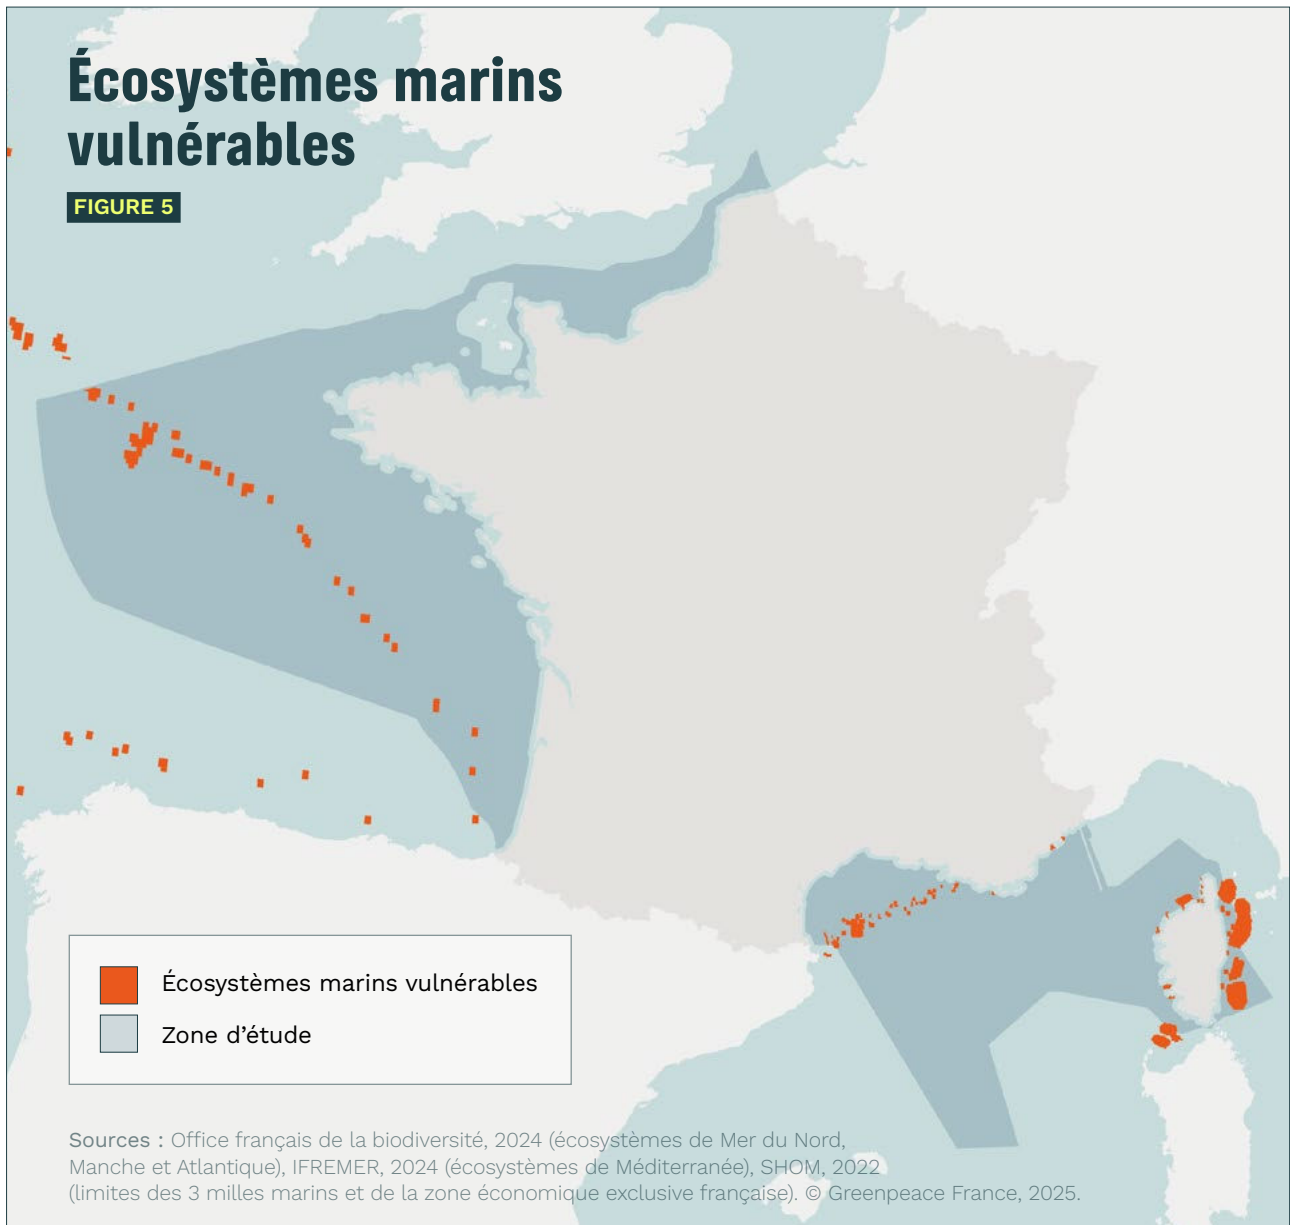 Écosystèmes marins
vulnérables
FIGURE 5
Écosystèmes marins vulnérables
Zone d’étude
Sources : Office français de la biodiversité, 2024 (écosystèmes de Mer du Nord,
Manche et Atlantique), IFREMER, 2024 (écosystèmes de Méditerranée), SHOM, 2022
(limites des 3 milles marins et de la zone économique exclusive française). © Greenpeace France, 2025.